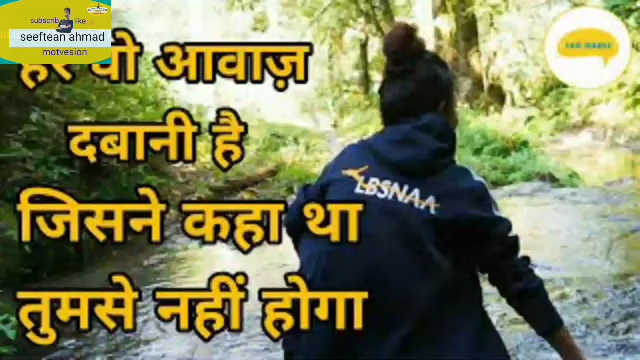 subscribe like
seeftean ahmad
motvesion
हर वो आवाज़
दबानी है
जिसने कहा था
तुमसे नहीं होगा
LBSNAA